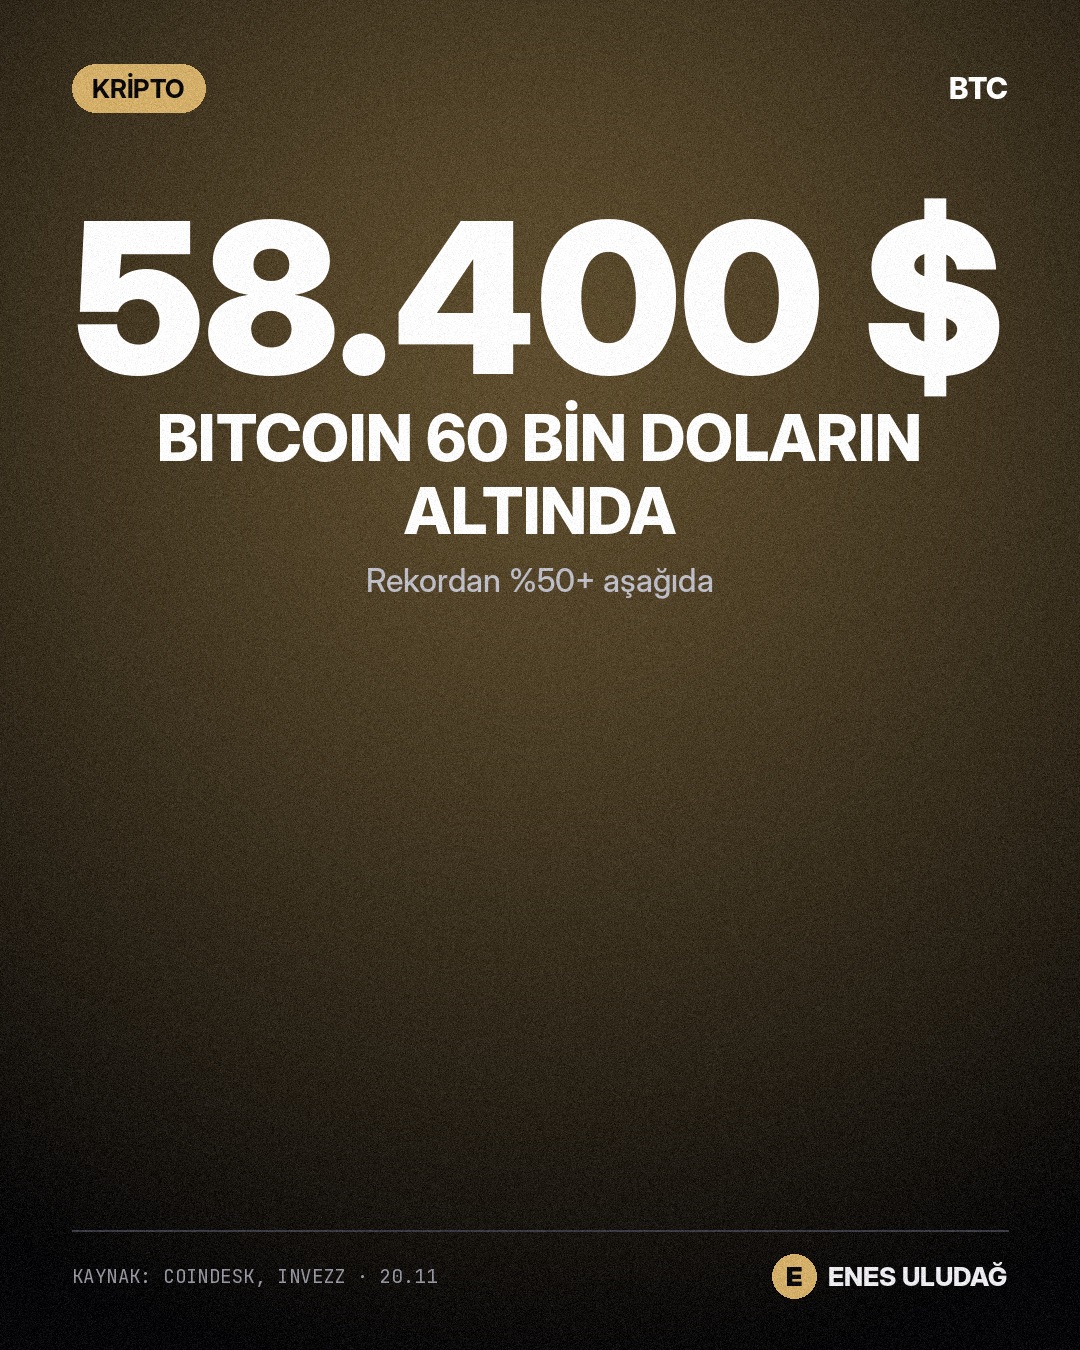 KRİPTO
BTC
58.400 $
BITCOIN 60 BİN DOLARIN
ALTINDA
Rekordan %50+ aşağıda
KAYNAK: COINDESK, INVEZZ · 20.11
E ENES ULUDAĞ